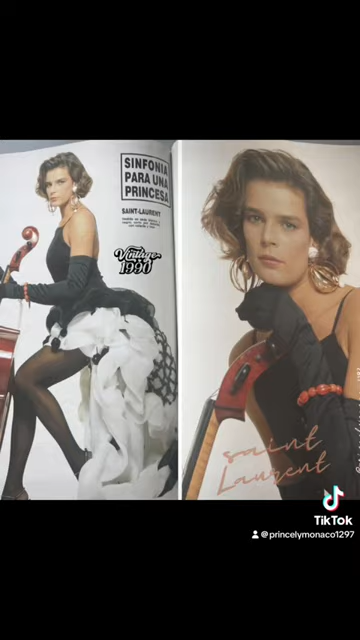 SINFONIA
PARA UNA
PRINCESA
SAINT-LAURENT
Vintage
1990
saint
Laurent
TikTok
@princelymonaco1297